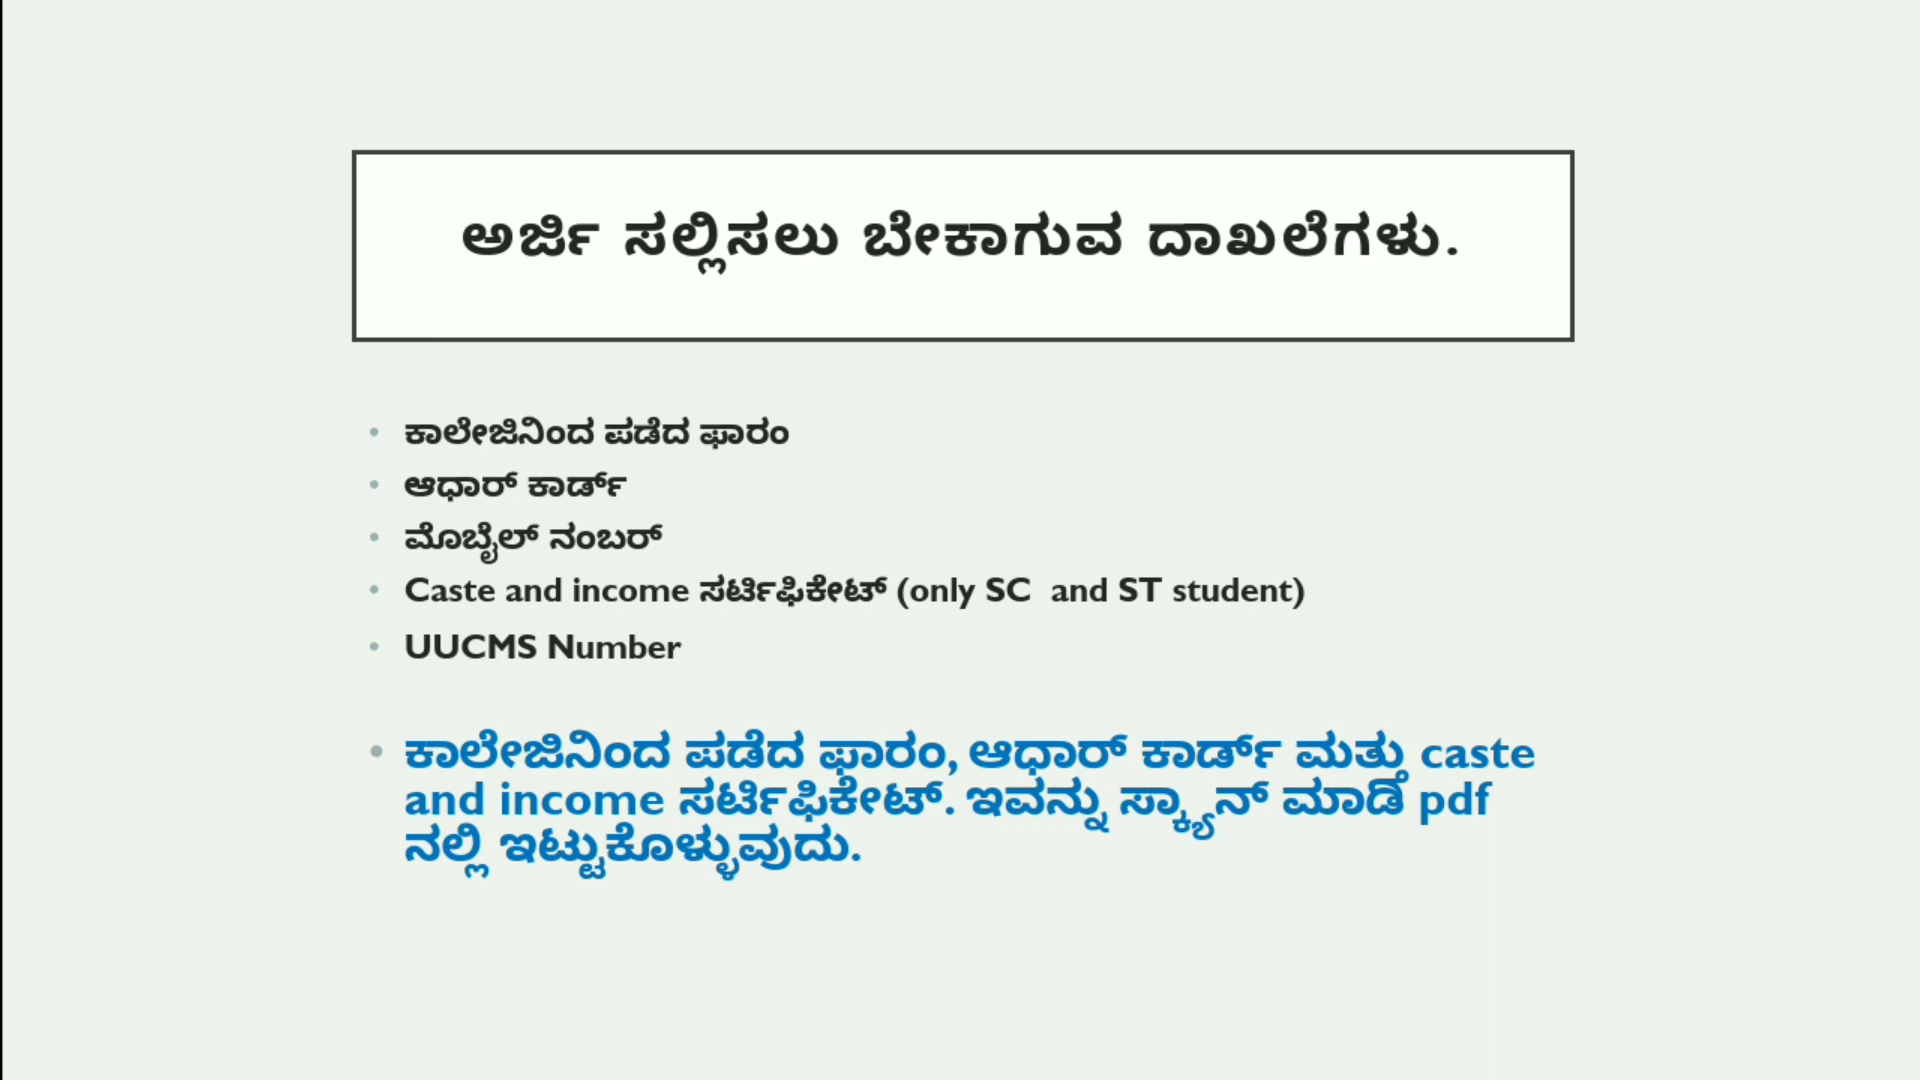 ಅರ್ಜಿ ಸಲ್ಲಿಸಲು ಬೇಕಾಗುವ ದಾಖಲೆಗಳು.
• ಕಾಲೇಜಿನಿಂದ ಪಡೆದ ಫಾರಂ
• ಆಧಾರ್ ಕಾರ್ಡ್
• ಮೊಬೈಲ್ ನಂಬರ್
• Caste and income ಸರ್ಟಿಫಿಕೇಟ್ (only SC and ST student)
• UUCMS Number
• ಕಾಲೇಜಿನಿಂದ ಪಡೆದ ಫಾರಂ, ಆಧಾರ್ ಕಾರ್ಡ್ ಮತ್ತು caste
and income ಸರ್ಟಿಫಿಕೇಟ್. ಇವನ್ನು ಸ್ಕ್ಯಾನ್ ಮಾಡಿ pdf
ನಲ್ಲಿ ಇಟ್ಟುಕೊಳ್ಳುವುದು.